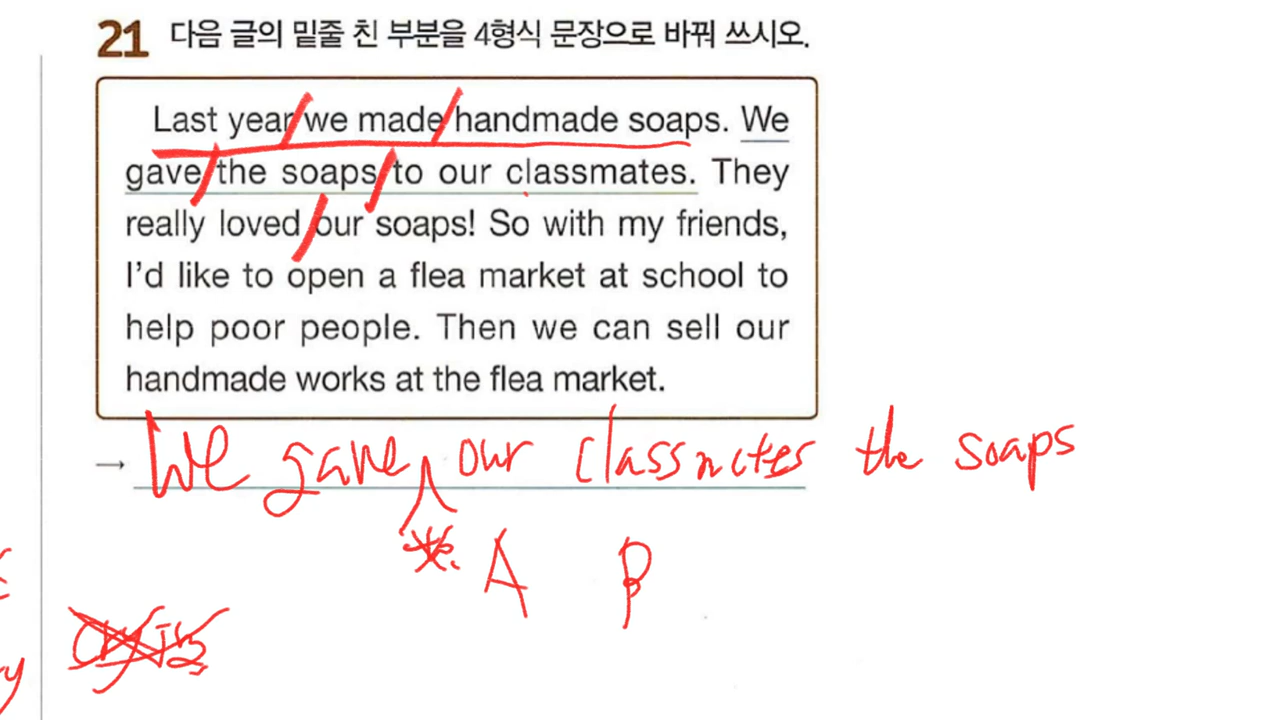 21 다음 글의 밑줄 친 부분을 4형식 문장으로 바꿔 쓰시오.
Last year we made handmade soaps. We
gave the soaps to our classmates. They
really loved our soaps! So with my friends,
I'd like to open a flea market at school to
help poor people. Then we can sell our
handmade works at the flea market.
→ We gave our classmates the soaps
A B